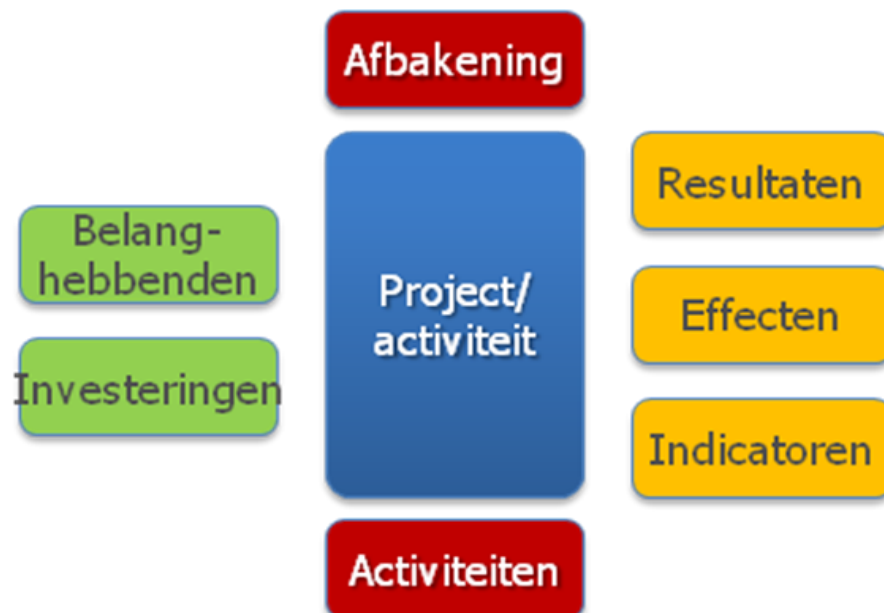 Afbakening
Belang-
hebbenden
Investeringen
Project/
activiteit
Resultaten
Effecten
Indicatoren
Activiteiten